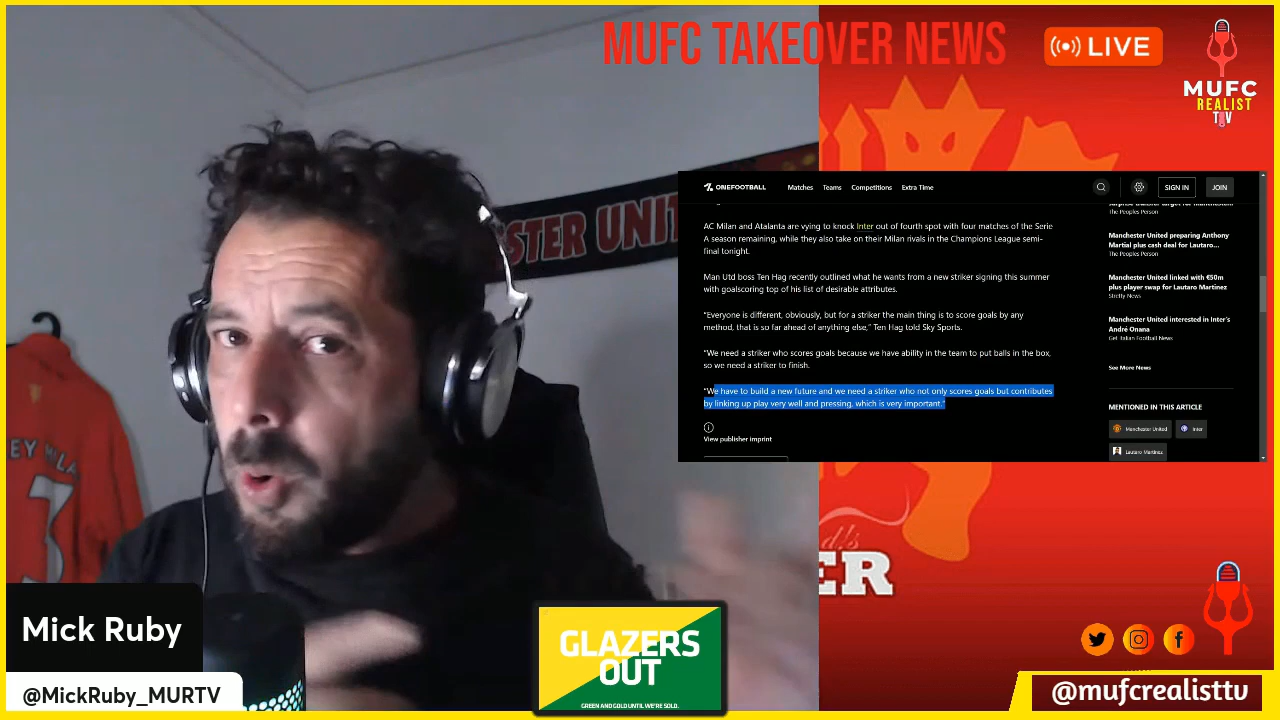 MUFC TAKEOVER NEWS
LIVE
MUFC
REALIST
TV
STER UNIT
ONEFOOTBALL
Matches
Teams
Competitions
Extra Time
SIGN IN
JOIN
AC Milan and Atalanta are vying to knock Inter out of fourth spot with four matches of the Serie
A season remaining, while they also take on their Milan rivals in the Champions League semi-
final tonight.
Man Utd boss Ten Hag recently outlined what he wants from a new striker signing this summer
with goalscoring top of his list of desirable attributes.
“Everyone is different, obviously, but for a striker the main thing is to score goals by any
method, that is so far ahead of anything else,” Ten Hag told Sky Sports.
“We need a striker who scores goals because we have ability in the team to put balls in the box,
so we need a striker to finish.
“We have to build a new future and we need a striker who not only scores goals but contributes
by linking up play very well and pressing, which is very important.”
View publisher imprint
The Peoples Person
Manchester United preparing Anthony
Martial plus cash deal for Lautaro...
The Peoples Person
Manchester United linked with €50m
plus player swap for Lautaro Martinez
Strictly News
Manchester United interested in Inter's
André Onana
Get Italian Football News
See More News
MENTIONED IN THIS ARTICLE
Manchester United
Inter
Lautaro Martínez
EY MILA
3
ER
Mick Ruby
@MickRuby_MURTV
GLAZERS
OUT
GREEN AND GOLD UNTIL WE'RE SOLD.
@mufcrealisttv